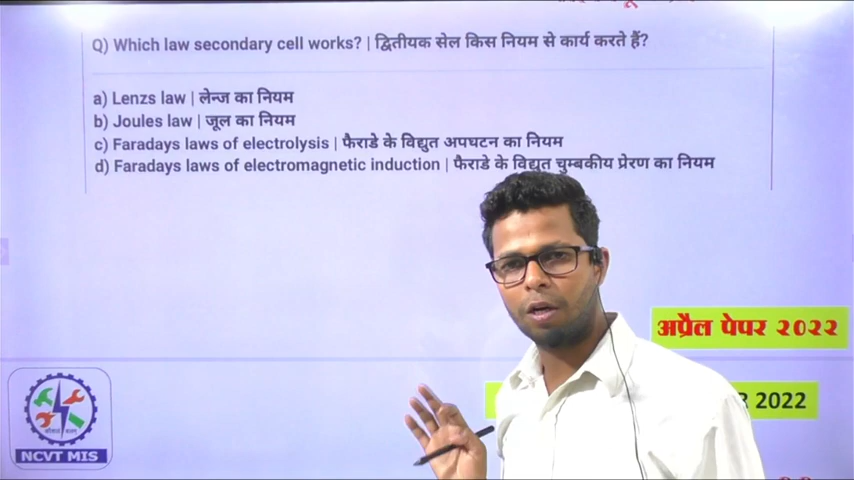 Q) Which law secondary cell works? | द्वितीयक सेल किस नियम से कार्य करते हैं?
a) Lenzs law | लेन्ज का नियम
b) Joules law | जूल का नियम
c) Faradays laws of electrolysis | फैराडे के विद्युत अपघटन का नियम
d) Faradays laws of electromagnetic induction | फैराडे के विद्युत चुम्बकीय प्रेरण का नियम
अप्रैल पेपर २०२२
2022
NCVT MIS